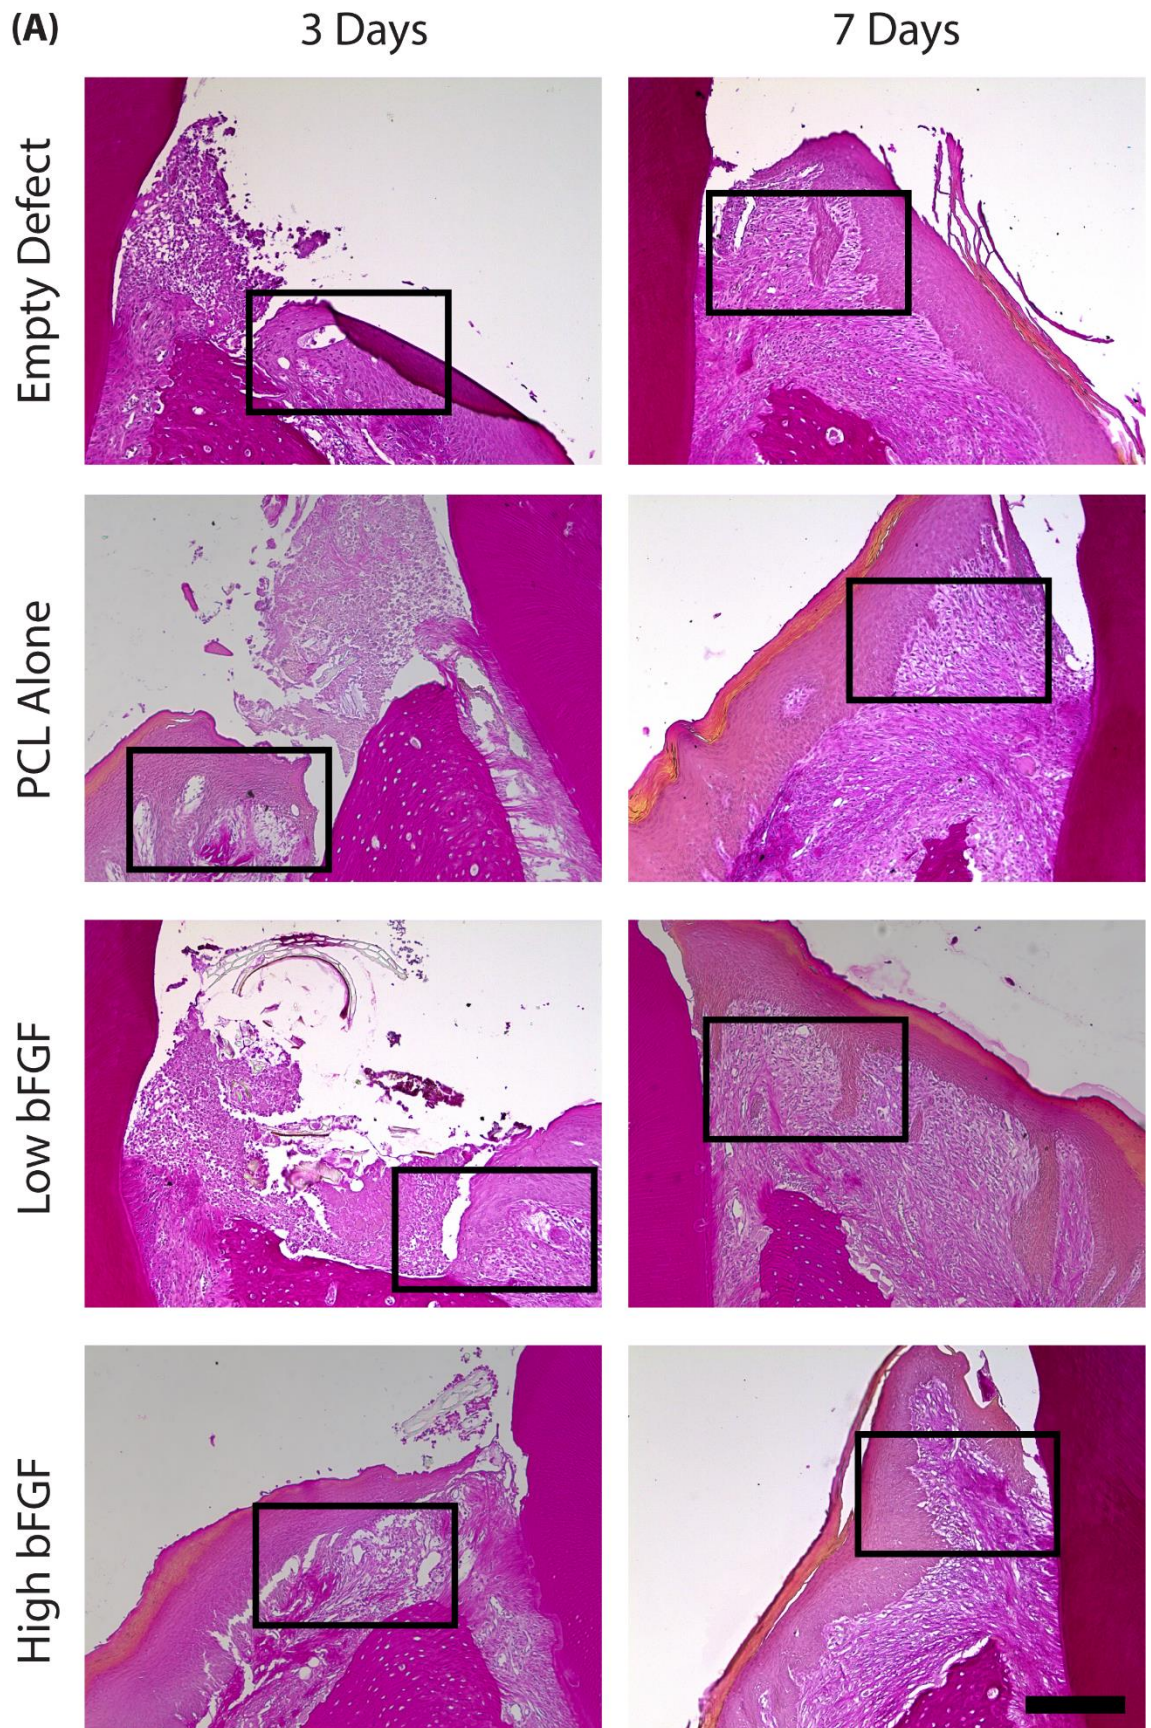 (A)
3 Days
7 Days
Empty Defect
PCL Alone
Low bFGF
High bFGF